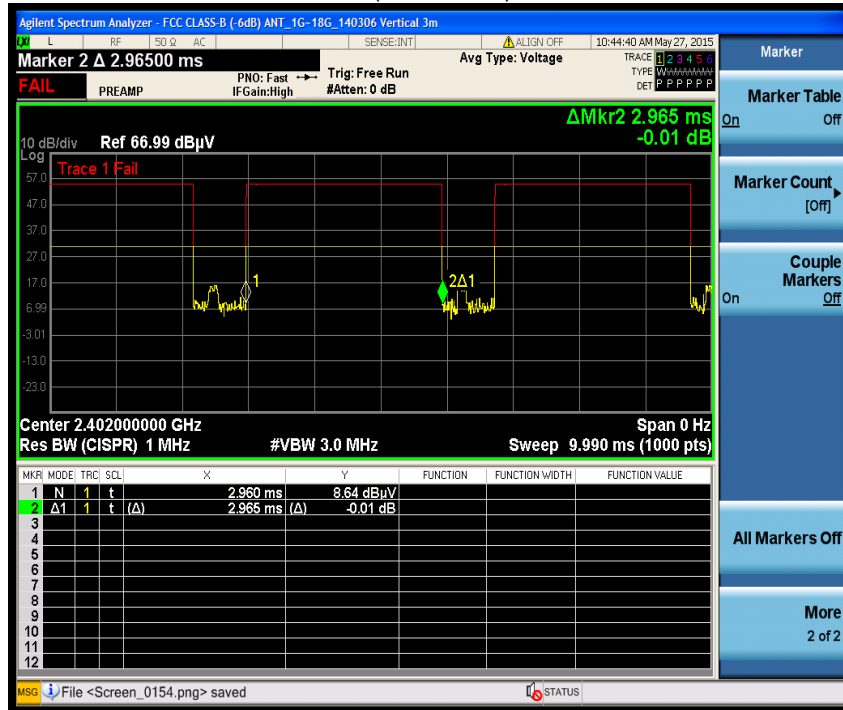 Agilent Spectrum Analyzer - FCC CLASS-B (-6dB) ANT_1G~18G_140306 Vertical 3m
L RF 50 Ω AC SENSE:INT ALIGN OFF 10:44:40 AM May 27, 2015
Marker 2 Δ 2.96500 ms
Avg Type: Voltage
TRACE 1 2 3 4 5 6
TYPE WWWWWW
DET P P P P P P
FAIL
PREAMP
PNO: Fast
IFGain:High
Trig: Free Run
#Atten: 0 dB
ΔMkr2 2.965 ms
-0.01 dB
10 dB/div Ref 66.99 dBµV
Log
Trace 1 Fail
57.0
47.0
37.0
27.0
17.0
6.99
-3.01
-13.0
-23.0
1
2Δ1
Center 2.402000000 GHz
Span 0 Hz
Res BW (CISPR) 1 MHz
#VBW 3.0 MHz
Sweep 9.990 ms (1000 pts)
MKR MODE TRC SCL X Y FUNCTION FUNCTION WIDTH FUNCTION VALUE
1 N 1 t 2.960 ms 8.64 dBµV
2 Δ1 1 t (Δ) 2.965 ms (Δ) -0.01 dB
3
4
5
6
7
8
9
10
11
12
MSG File <Screen_0154.png> saved
STATUS
Marker
Marker Table
On Off
Marker Count
[Off]
Couple
Markers
On Off
All Markers Off
More
2 of 2